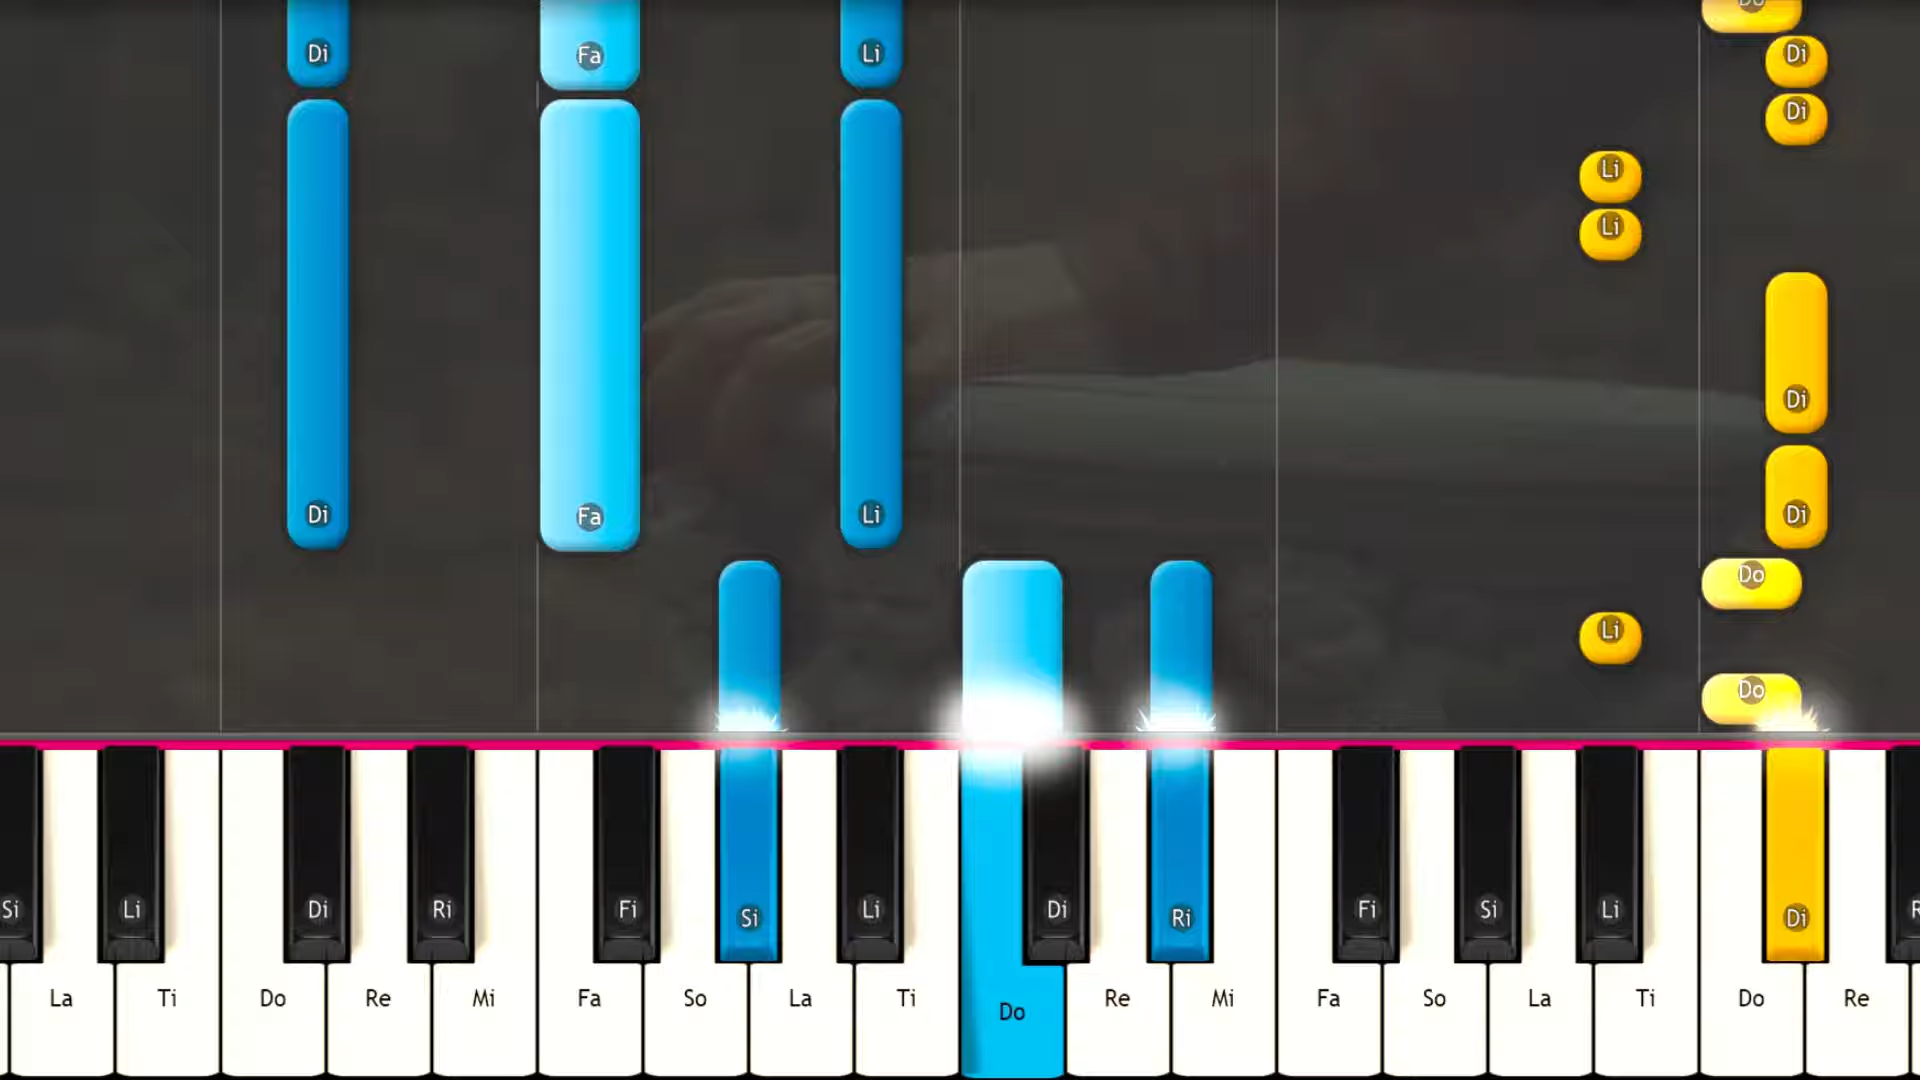 Do
Di Fa Li Di
Di
Li
Li
Di
Di Fa Li Di
Do
Li
Do
Si Li Di Ri Fi Si Li Di Ri Fi Si Li Di
La Ti Do Re Mi Fa So La Ti Do Re Mi Fa So La Ti Do Re